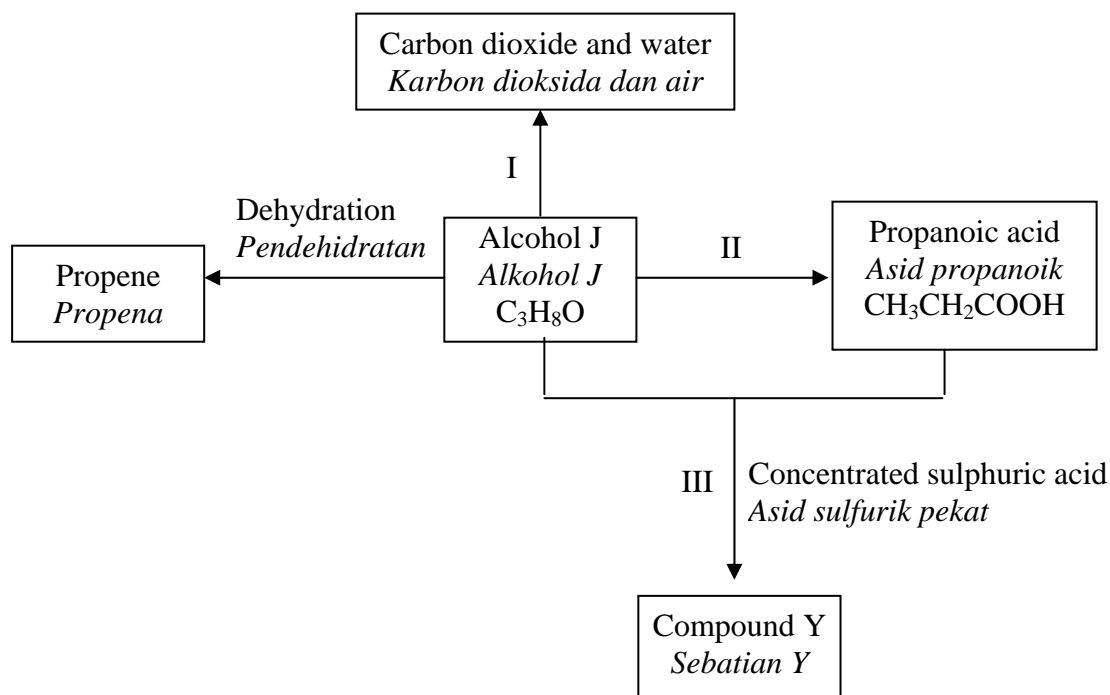 Carbon dioxide and water
Karbon dioksida dan air
I
Dehydration
Pendehidratan
Propene
Propena
Alcohol J
Alkohol J
C₃H₈O
II
Propanoic acid
Asid propanoik
CH₃CH₂COOH
III
Concentrated sulphuric acid
Asid sulfurik pekat
Compound Y
Sebatian Y